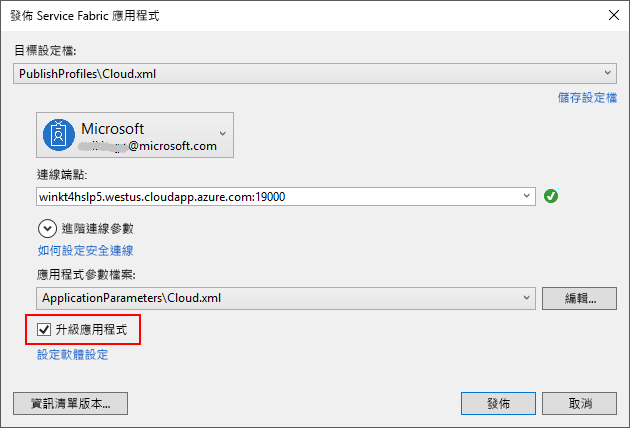 發佈 Service Fabric 應用程式
目標設定檔:
PublishProfiles\Cloud.xml
儲存設定檔
Microsoft
@microsoft.com
連線端點:
winkt4hslp5.westus.cloudapp.azure.com:19000
進階連線參數
如何設定安全連線
應用程式參數檔案:
ApplicationParameters\Cloud.xml
編輯...
升級應用程式
設定軟體設定
資訊清單版本...
發佈
取消